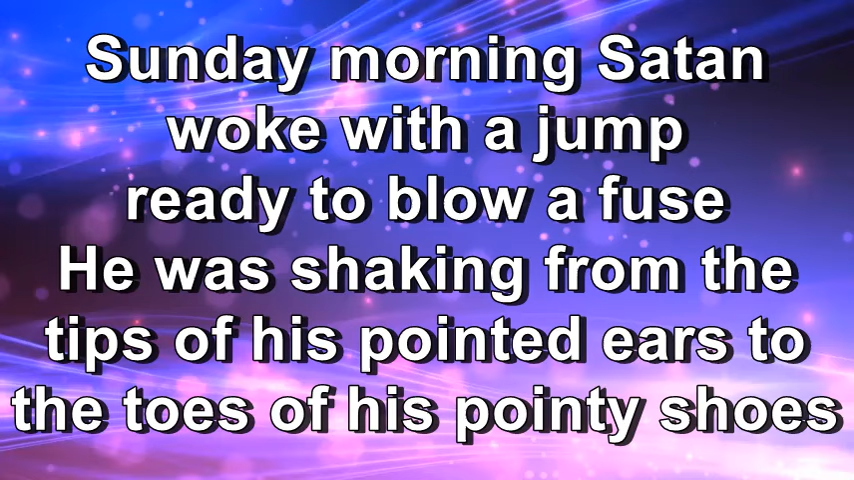 Sunday morning Satan
woke with a jump
ready to blow a fuse
He was shaking from the
tips of his pointed ears to
the toes of his pointy shoes